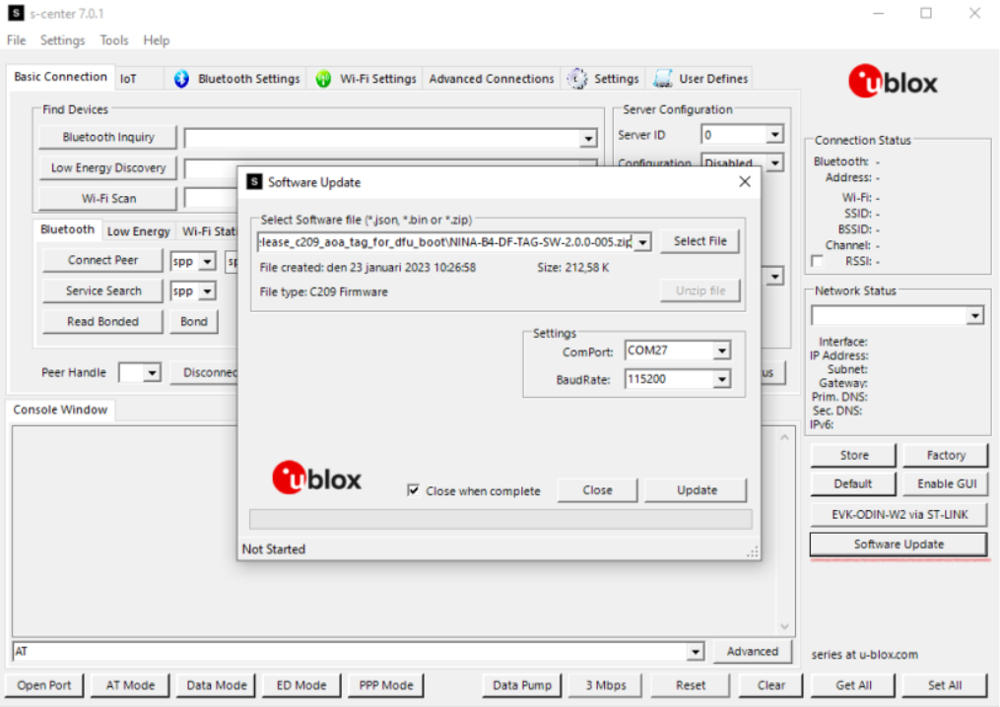 s-center 7.0.1
File Settings Tools Help
Basic Connection IoT Bluetooth Settings Wi-Fi Settings Advanced Connections Settings User Defines
ublox
Find Devices
Bluetooth Inquiry
Low Energy Discovery
Wi-Fi Scan
Server Configuration
Server ID 0
Configuration Disabled
Bluetooth Low Energy Wi-Fi Stati
Connect Peer spp sp
Service Search spp
Read Bonded Bond
Peer Handle Disconnec
us
Console Window
Software Update
Select Software file (*.json, *.bin or *.zip)
lease_c209_aoa_tag_for_dfu_boot\NINA-B4-DF-TAG-SW-2.0.0-005.zip Select File
File created: den 23 januari 2023 10:26:58 Size: 212,58 K
File type: C209 Firmware Unzip file
Settings
ComPort: COM27
BaudRate: 115200
ublox
Close when complete Close Update
Not Started
Connection Status
Bluetooth: -
Address: -
Wi-Fi: -
SSID: -
BSSID: -
Channel: -
RSSI: -
Network Status
Interface:
IP Address:
Subnet:
Gateway:
Prim. DNS:
Sec. DNS:
IPv6:
Store Factory
Default Enable GUI
EVK-ODIN-W2 via ST-LINK
Software Update
AT Advanced
series at u-blox.com
Open Port AT Mode Data Mode ED Mode PPP Mode Data Pump 3 Mbps Reset Clear Get All Set All